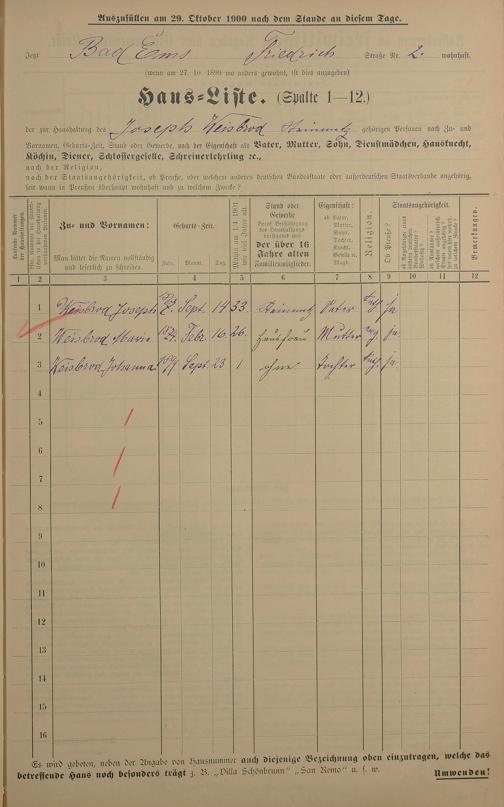 Auszufüllen am 29. Oktober 1900 nach dem Stande an diesem Tage.
Jetzt Bad Ems Friedrich Straße Nr. 2. wohnhaft.
(wenn am 27. 10. 1899 wo anders gewohnt, ist dies anzugeben)
Haus-Liste. (Spalte 1—12.)
der zur Haushaltung des Joseph Weisbrod Steinmetz gehörigen Personen nach Zu- und
Vornamen, Geburts-Zeit, Stand oder Gewerbe, nach der Eigenschaft als Vater, Mutter, Sohn, Dienstmädchen, Hausknecht,
Köchin, Diener, Schlossergeselle, Schreinerlehrling ec.,
nach der Religion,
nach der Staatsangehörigkeit, ob Preuße, oder welchem anderen deutschen Bundesstaate oder außerdeutschen Staatsverbande angehörig,
seit wann in Preußen überhaupt wohnhaft und zu welchem Zwecke?
Zu- und Vornamen:
Man bittet die Namen vollständig
und leserlich zu schreiben.
Geburts-Zeit.
Jahr. Monat. Tag.
Stand oder
Gewerbe
der über 16
Jahre alten
Familienmitglieder.
Eigenschaft:
ob Vater,
Mutter,
Sohn,
Tochter,
Knecht,
Geselle o.
Magd.
Religion.
Staatsangehörigkeit.
Ob Preuße?
Bemerkungen.
1 2 3 4 5 6 7 8 9 10 11 12
1 Weisbrod Joseph Sept. 14 33. Steinmetz Vater ja
2 Weisbrod Maria Febr. 16. 26. Hausfrau Mutter ja
3 Weisbrod Johanna Sept. 23 1 ohne Tochter ja
4
5
6
7
8
9
10
11
12
13
14
15
16
Es wird gebeten, neben der Angabe von Hausnummer auch diejenige Bezeichnung oben einzutragen, welche das
betreffende Haus noch besonders trägt z. B. „Villa Schönbrunn" „San Remo" u. s. w. Umwenden!